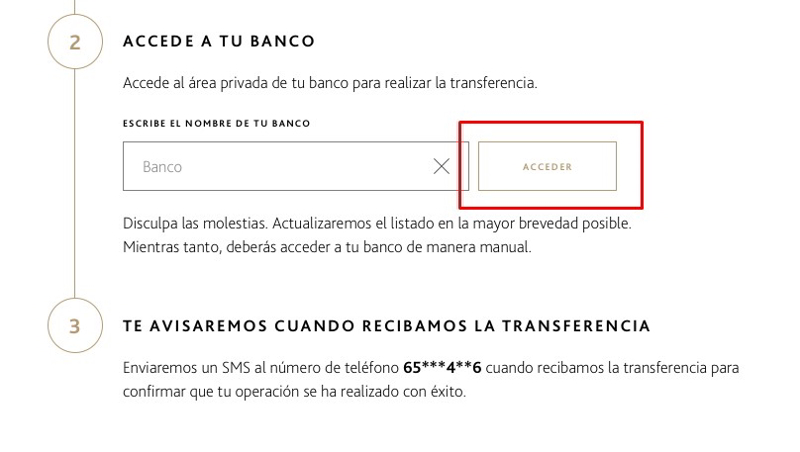 2
ACCEDE A TU BANCO
Accede al área privada de tu banco para realizar la transferencia.
ESCRIBE EL NOMBRE DE TU BANCO
Banco
ACCEDER
Disculpa las molestias. Actualizaremos el listado en la mayor brevedad posible.
Mientras tanto, deberás acceder a tu banco de manera manual.
3
TE AVISAREMOS CUANDO RECIBAMOS LA TRANSFERENCIA
Enviaremos un SMS al número de teléfono 65***4**6 cuando recibamos la transferencia para
confirmar que tu operación se ha realizado con éxito.